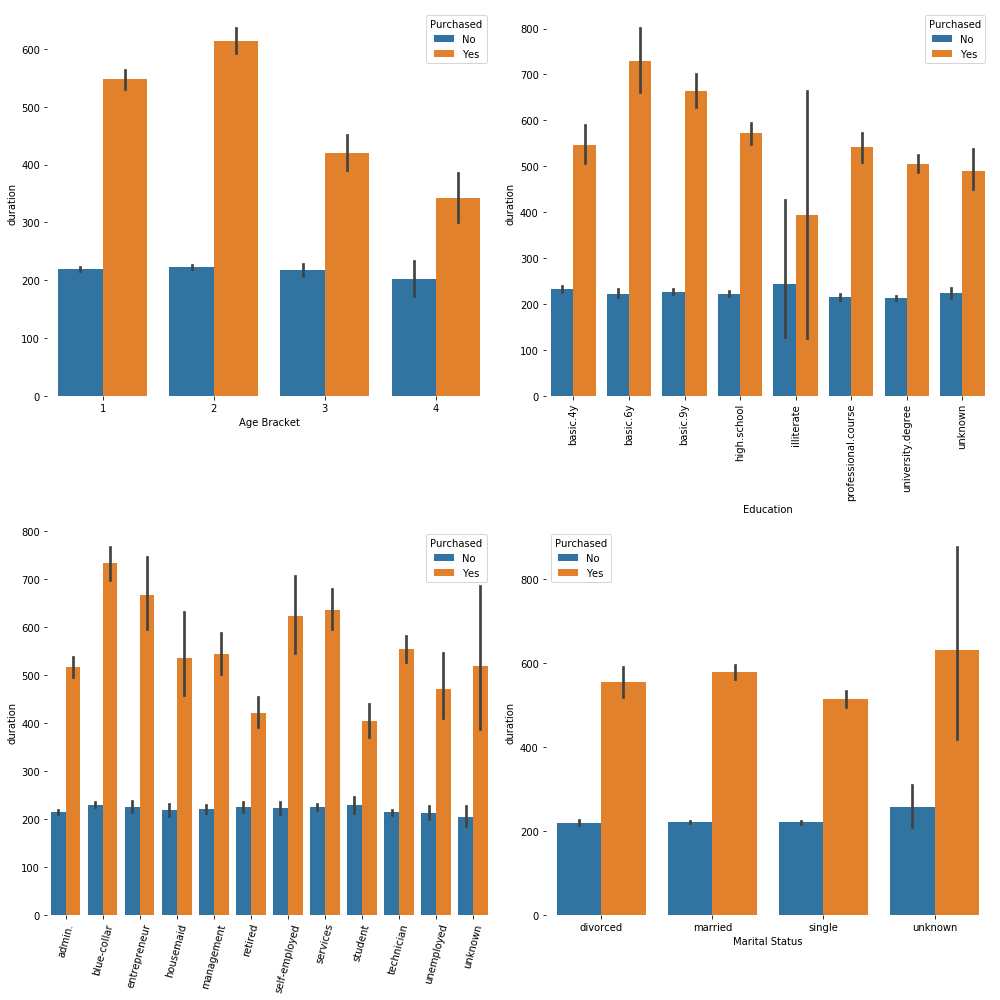 Purchased
No
Yes
duration
600
500
400
300
200
100
0
1 2 3 4
Age Bracket
Purchased
No
Yes
duration
800
700
600
500
400
300
200
100
0
basic.4y basic.6y basic.9y high.school illiterate professional.course university.degree unknown
Education
Purchased
No
Yes
duration
800
700
600
500
400
300
200
100
0
admin. blue-collar entrepreneur housemaid management retired self-employed services student technician unemployed unknown
Purchased
No
Yes
duration
800
600
400
200
0
divorced married single unknown
Marital Status